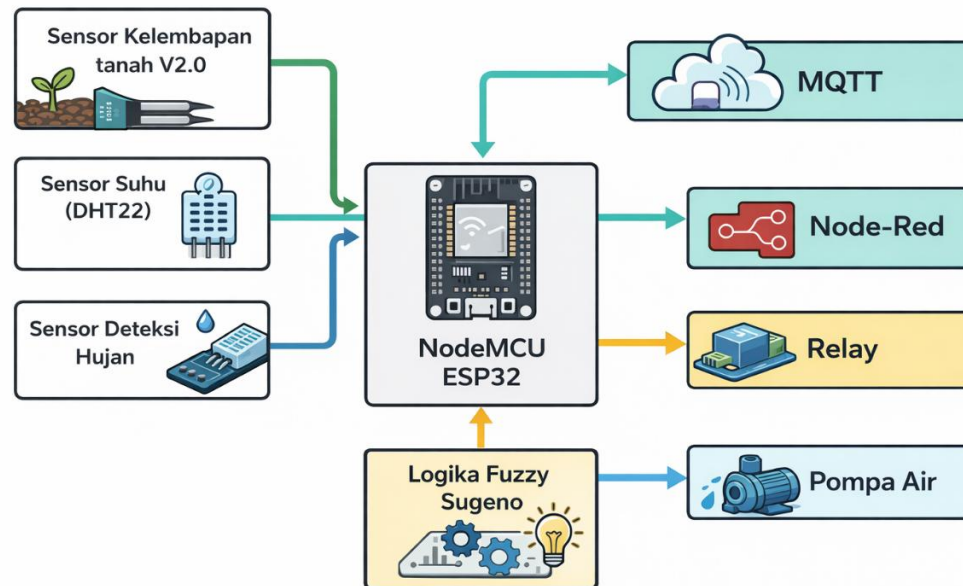 Sensor Kelembapan
tanah V2.0
Sensor Suhu
(DHT22)
Sensor Deteksi
Hujan
NodeMCU
ESP32
Logika Fuzzy
Sugeno
MQTT
Node-Red
Relay
Pompa Air